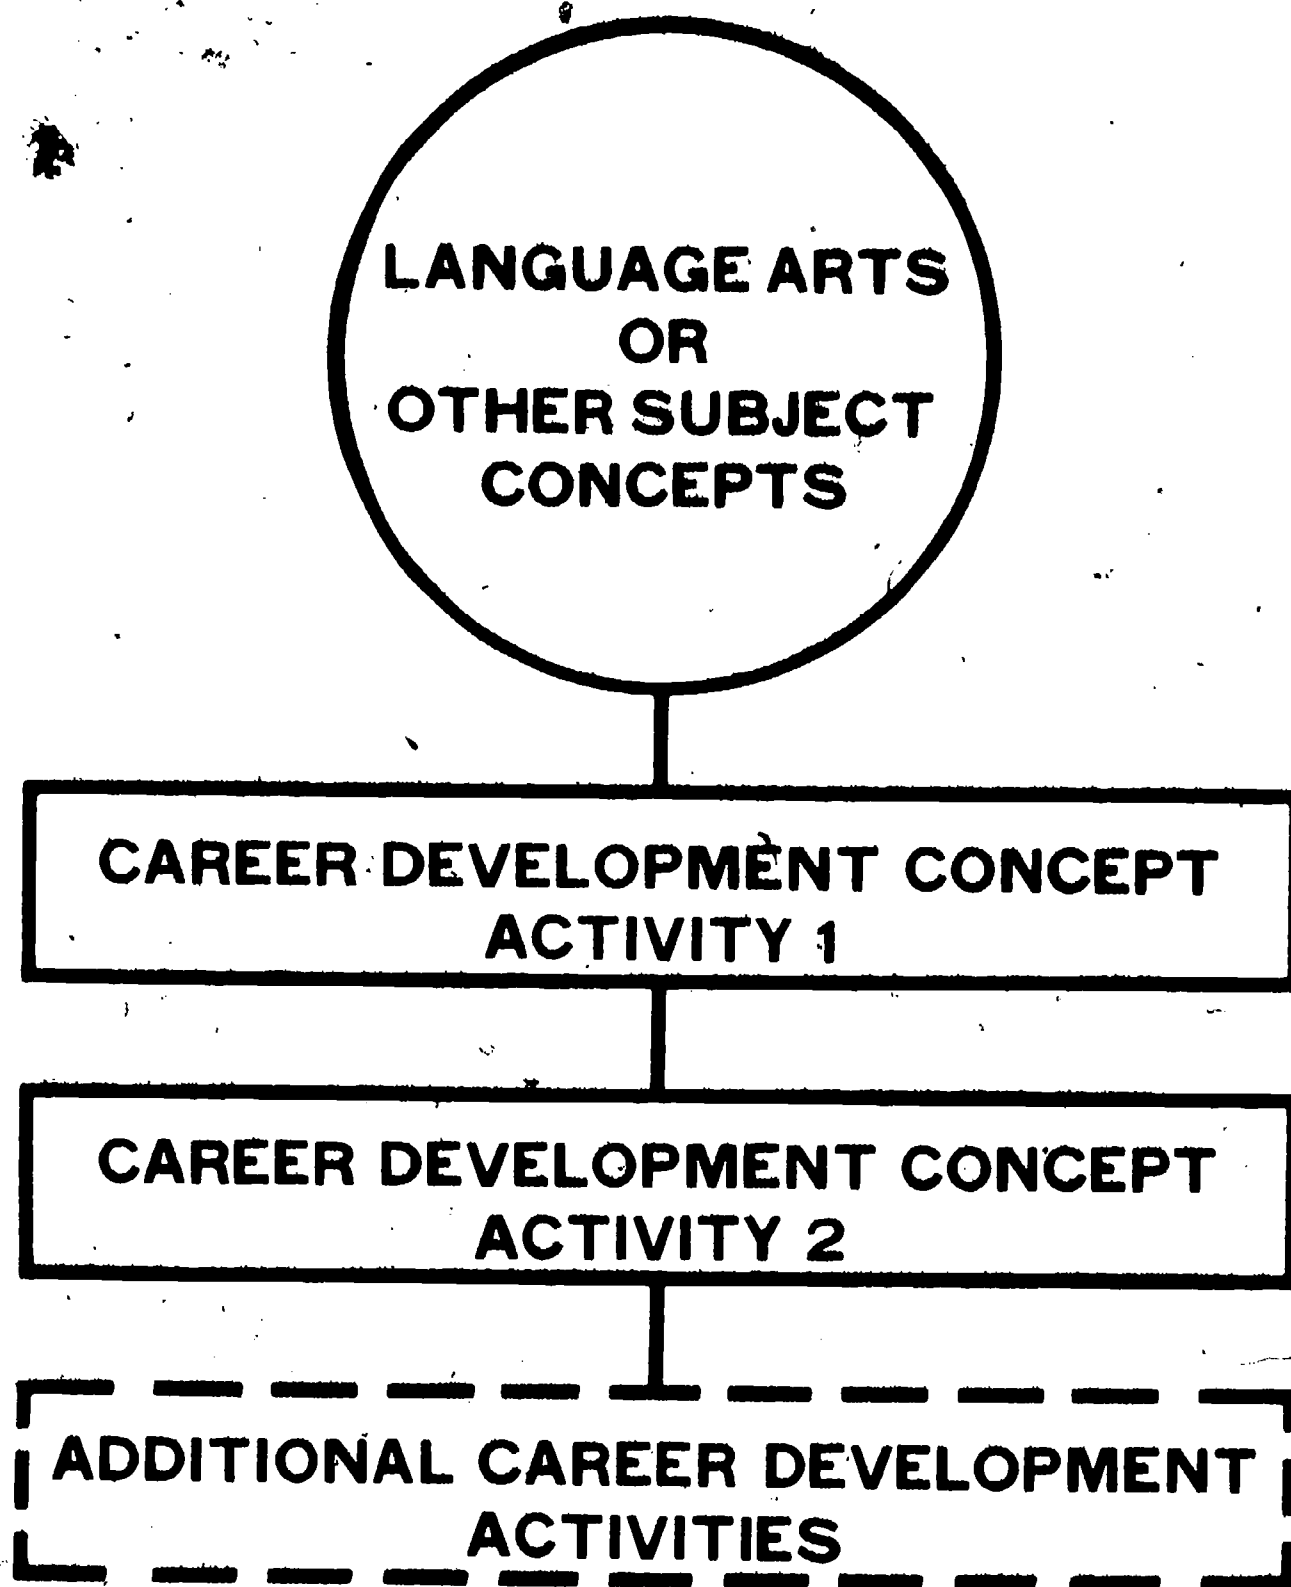 LANGUAGE ARTS
OR
OTHER SUBJECT
CONCEPTS
CAREER DEVELOPMENT CONCEPT
ACTIVITY 1
CAREER DEVELOPMENT CONCEPT
ACTIVITY 2
ADDITIONAL CAREER DEVELOPMENT
ACTIVITIES